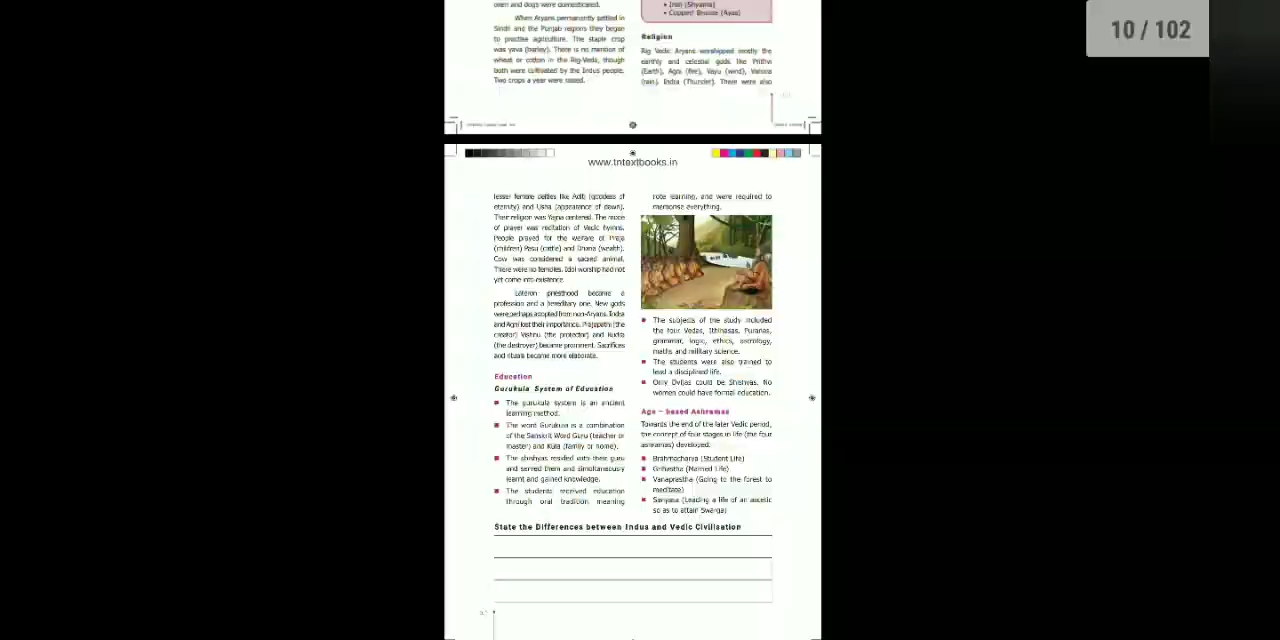 oxen and dogs were domesticated.
When Aryans permanently settled in
Sindh and the Punjab regions they began
to practise agriculture. The staple crop
was yava (barley). There is no mention of
wheat or cotton in the Rig-Veda, though
both were cultivated by the Indus people.
Two crops a year were raised.
• Iron (Shyama)
• Copper/ Bronze (Ayas)
Religion
Rig Vedic Aryans worshipped mostly the
earthly and celestial gods like Prithvi
(Earth), Agni (fire), Vayu (wind), Varuna
(rain), Indra (Thunder). There were also
10 / 102
www.tntextbooks.in
lesser female deities like Aditi (goddess of
eternity) and Usha (appearance of dawn).
Their religion was Yajna centered. The mode
of prayer was recitation of Vedic hymns.
People prayed for the welfare of Praja
(children) Pasu (cattle) and Dhana (wealth).
Cow was considered a sacred animal.
There were no temples. Idol worship had not
yet come into existence.
Later on priesthood became a
profession and a hereditary one. New gods
were perhaps adopted from non-Aryans. Indra
and Agni lost their importance. Prajapathi (the
creator) Vishnu (the protector) and Rudra
(the destroyer) became prominent. Sacrifices
and rituals became more elaborate.
Education
Gurukula System of Education
The gurukula system is an ancient
learning method.
The word Gurukula is a combination
of the Sanskrit Word Guru (teacher or
master) and Kula (family or home).
The shishyas resided with their guru
and served them and simultaneously
learnt and gained knowledge.
The students received education
through oral tradition meaning
rote learning, and were required to
memorise everything.
The subjects of the study included
the four Vedas, Ithihasas, Puranas,
grammar, logic, ethics, astrology,
maths and military science.
The students were also trained to
lead a disciplined life.
Only Dvijas could be Shishyas. No
women could have formal education.
Age – based Ashramas
Towards the end of the later Vedic period,
the concept of four stages in life (the four
ashramas) developed.
Brahmacharya (Student Life)
Grihastha (Married Life)
Vanaprastha (Going to the forest to
meditate)
Sanyasa (Leading a life of an ascetic
so as to attain Swarga)
State the Differences between Indus and Vedic Civilisation